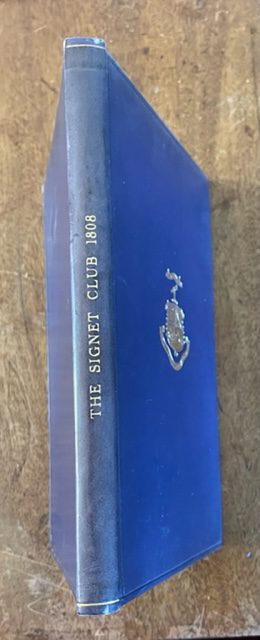 THE SIGNET CLUB 1808